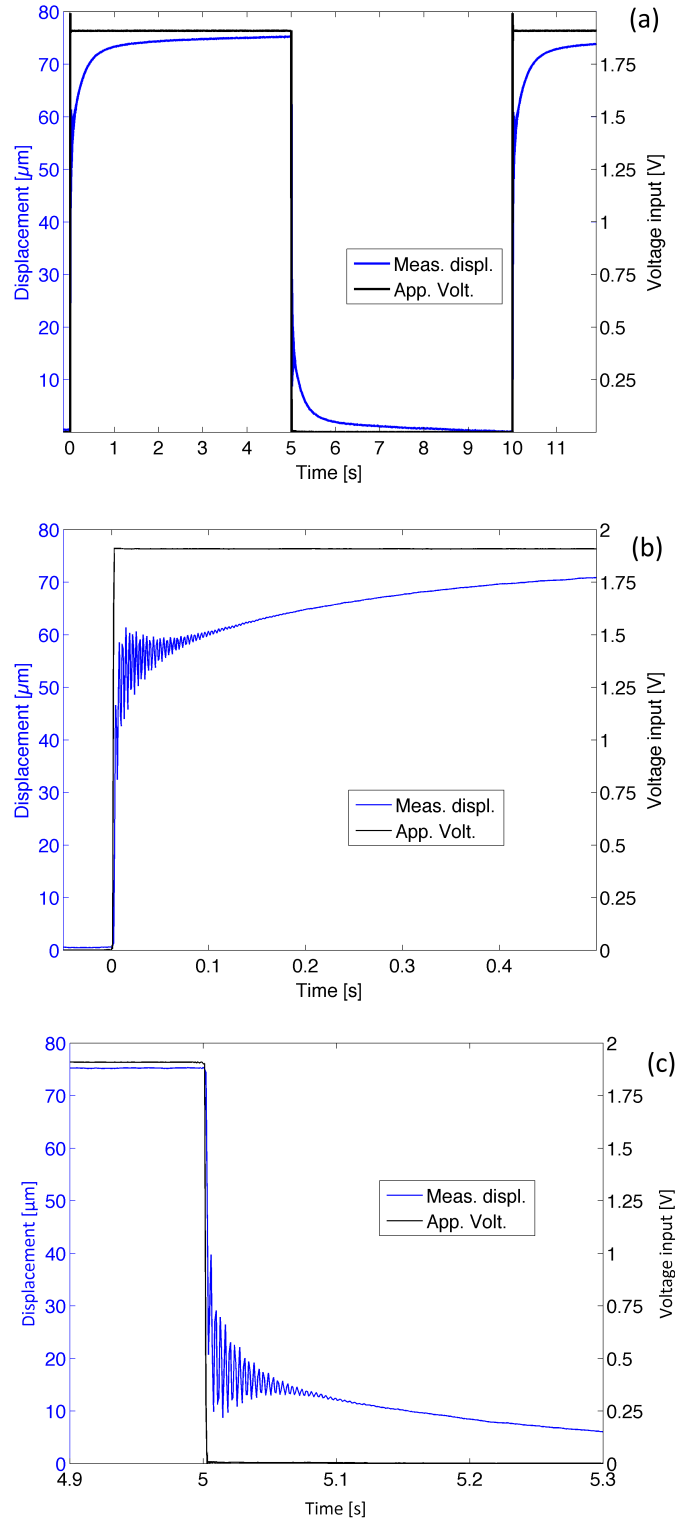 (a)
80
70
60
50
40
30
20
10
Displacement [µm]
1.75
1.5
1.25
1
0.75
0.5
0.25
Voltage input [V]
Meas. displ.
App. Volt.
0 1 2 3 4 5 6 7 8 9 10 11
Time [s]
(b)
80
70
60
50
40
30
20
10
0
Displacement [µm]
2
1.75
1.5
1.25
1
0.75
0.5
0.25
0
Voltage input [V]
Meas. displ.
App. Volt.
0 0.1 0.2 0.3 0.4
Time [s]
(c)
80
70
60
50
40
30
20
10
0
Displacement [µm]
2
1.75
1.5
1.25
1
0.75
0.5
0.25
0
Voltage input [V]
Meas. displ.
App. Volt.
4.9 5 5.1 5.2 5.3
Time [s]